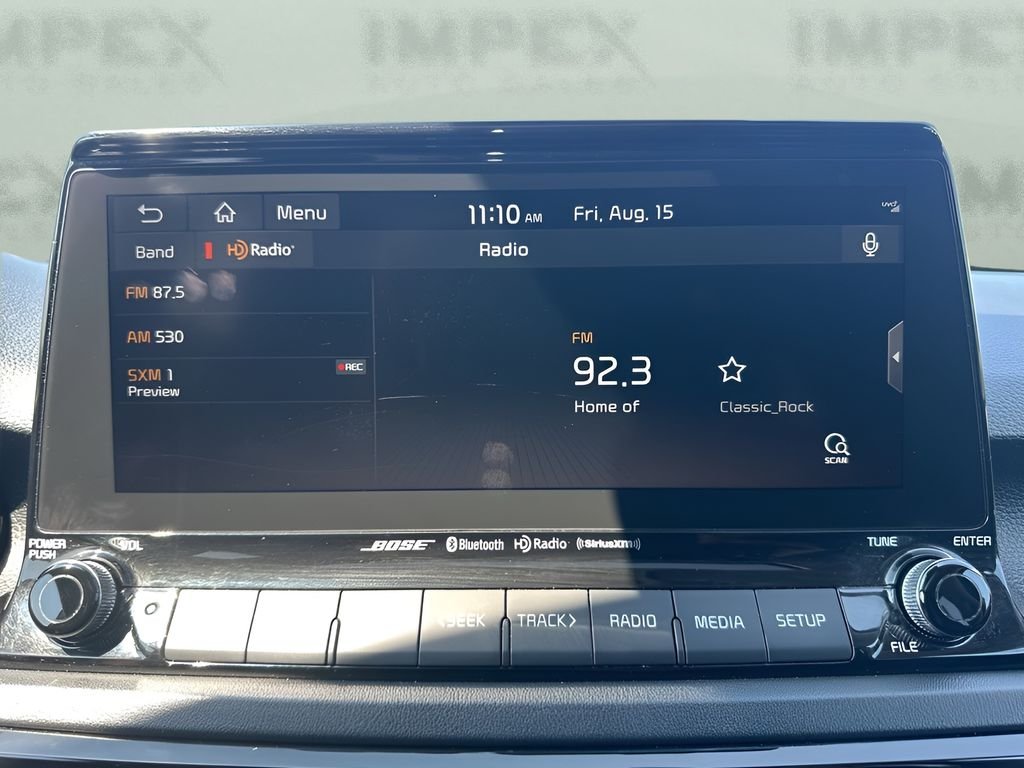 IMPEX IMPEX IMPEX
Menu 11:10 AM Fri, Aug. 15
Band HD Radio Radio
FM 87.5
AM 530
SXM 1 REC
Preview
FM
92.3
Home of Classic_Rock
SCAN
POWER PUSH VOL BOSE Bluetooth HD Radio SiriusXM TUNE ENTER
<SEEK TRACK> RADIO MEDIA SETUP
FILE